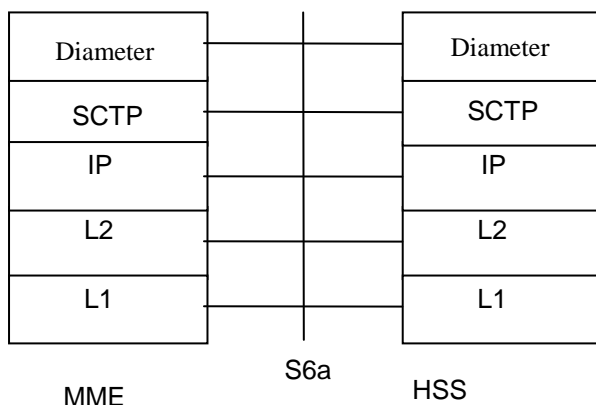 Diameter Diameter
SCTP SCTP
IP IP
L2 L2
L1 L1
S6a
MME HSS